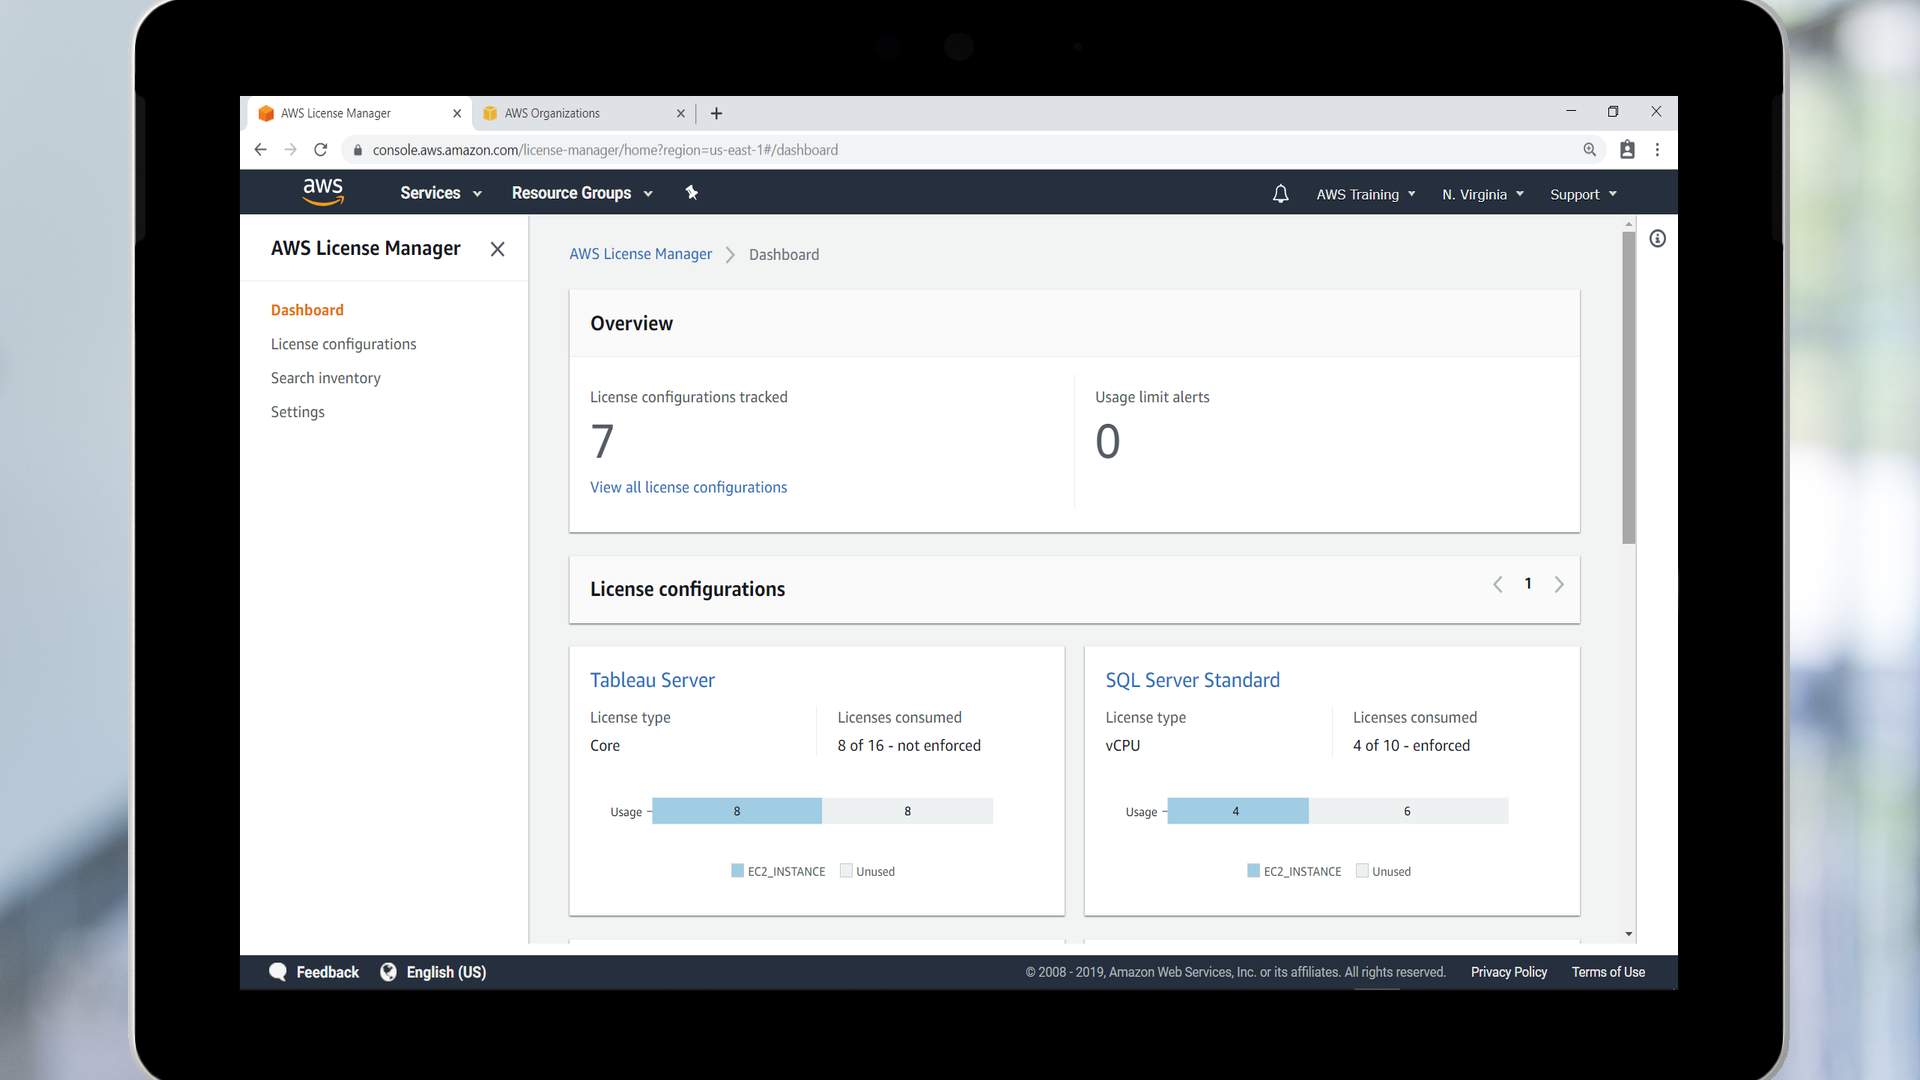 AWS License Manager
AWS Organizations
console.aws.amazon.com/license-manager/home?region=us-east-1#/dashboard
aws Services Resource Groups AWS Training N. Virginia Support
AWS License Manager
Dashboard
License configurations
Search inventory
Settings
AWS License Manager Dashboard
Overview
License configurations tracked
7
View all license configurations
Usage limit alerts
0
License configurations
1
Tableau Server
License type
Core
Licenses consumed
8 of 16 - not enforced
Usage 8 8
EC2_INSTANCE Unused
SQL Server Standard
License type
vCPU
Licenses consumed
4 of 10 - enforced
Usage 4 6
EC2_INSTANCE Unused
Feedback English (US) © 2008 - 2019, Amazon Web Services, Inc. or its affiliates. All rights reserved. Privacy Policy Terms of Use